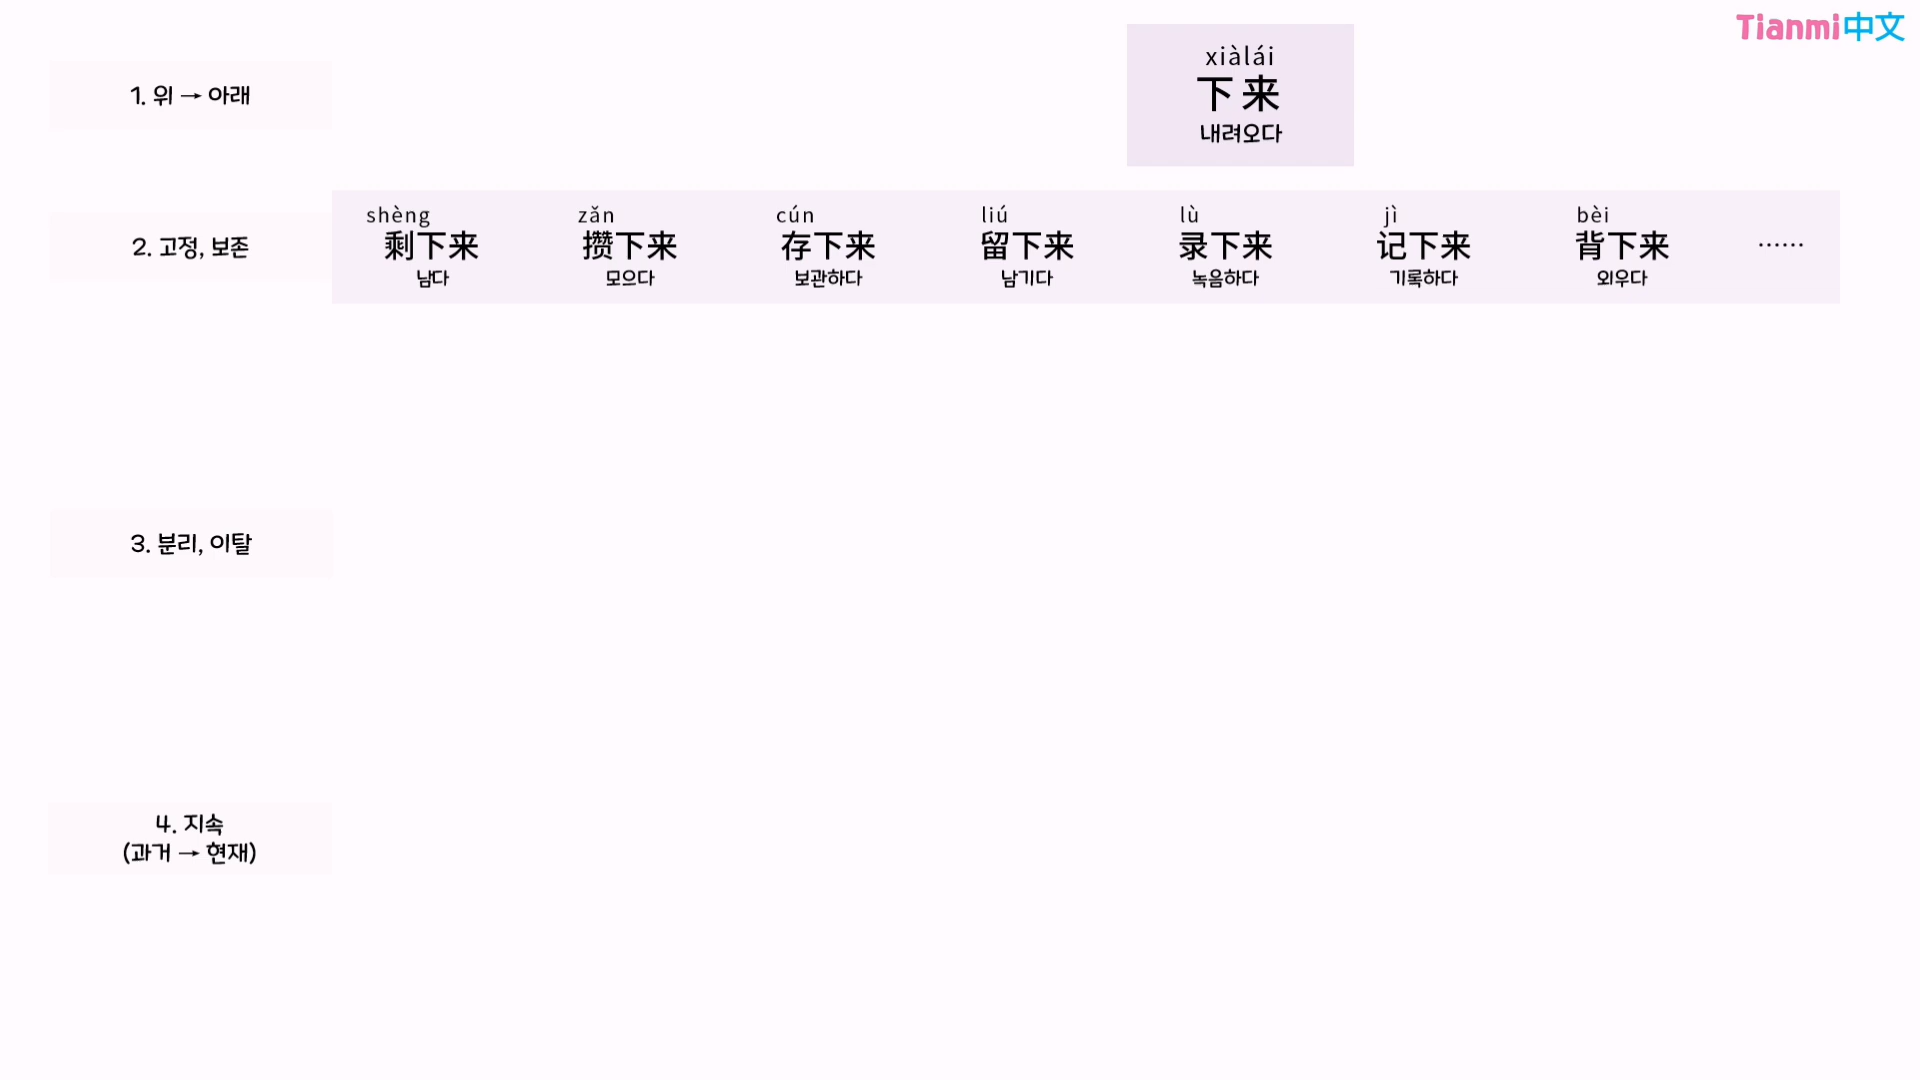 Tianmi中文
xiàlái
下来
내려오다
1. 위 → 아래
2. 고정, 보존
shèng
剩下来
남다
zǎn
攒下来
모으다
cún
存下来
보관하다
liú
留下来
남기다
lù
录下来
녹음하다
jì
记下来
기록하다
bèi
背下来
외우다
……
3. 분리, 이탈
4. 지속
(과거 → 현재)